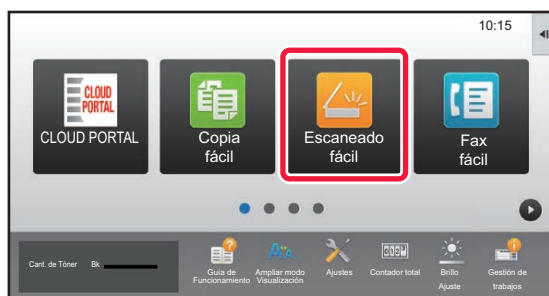 10:15
CLOUD
PORTAL
CLOUD PORTAL
Copia
fácil
Escaneado
fácil
Fax
fácil
Cant. de Tóner Bk
Guía de
Funcionamiento
Ampliar modo
Visualización
Ajustes
Contador total
Brillo
Ajuste
Gestión de
trabajos